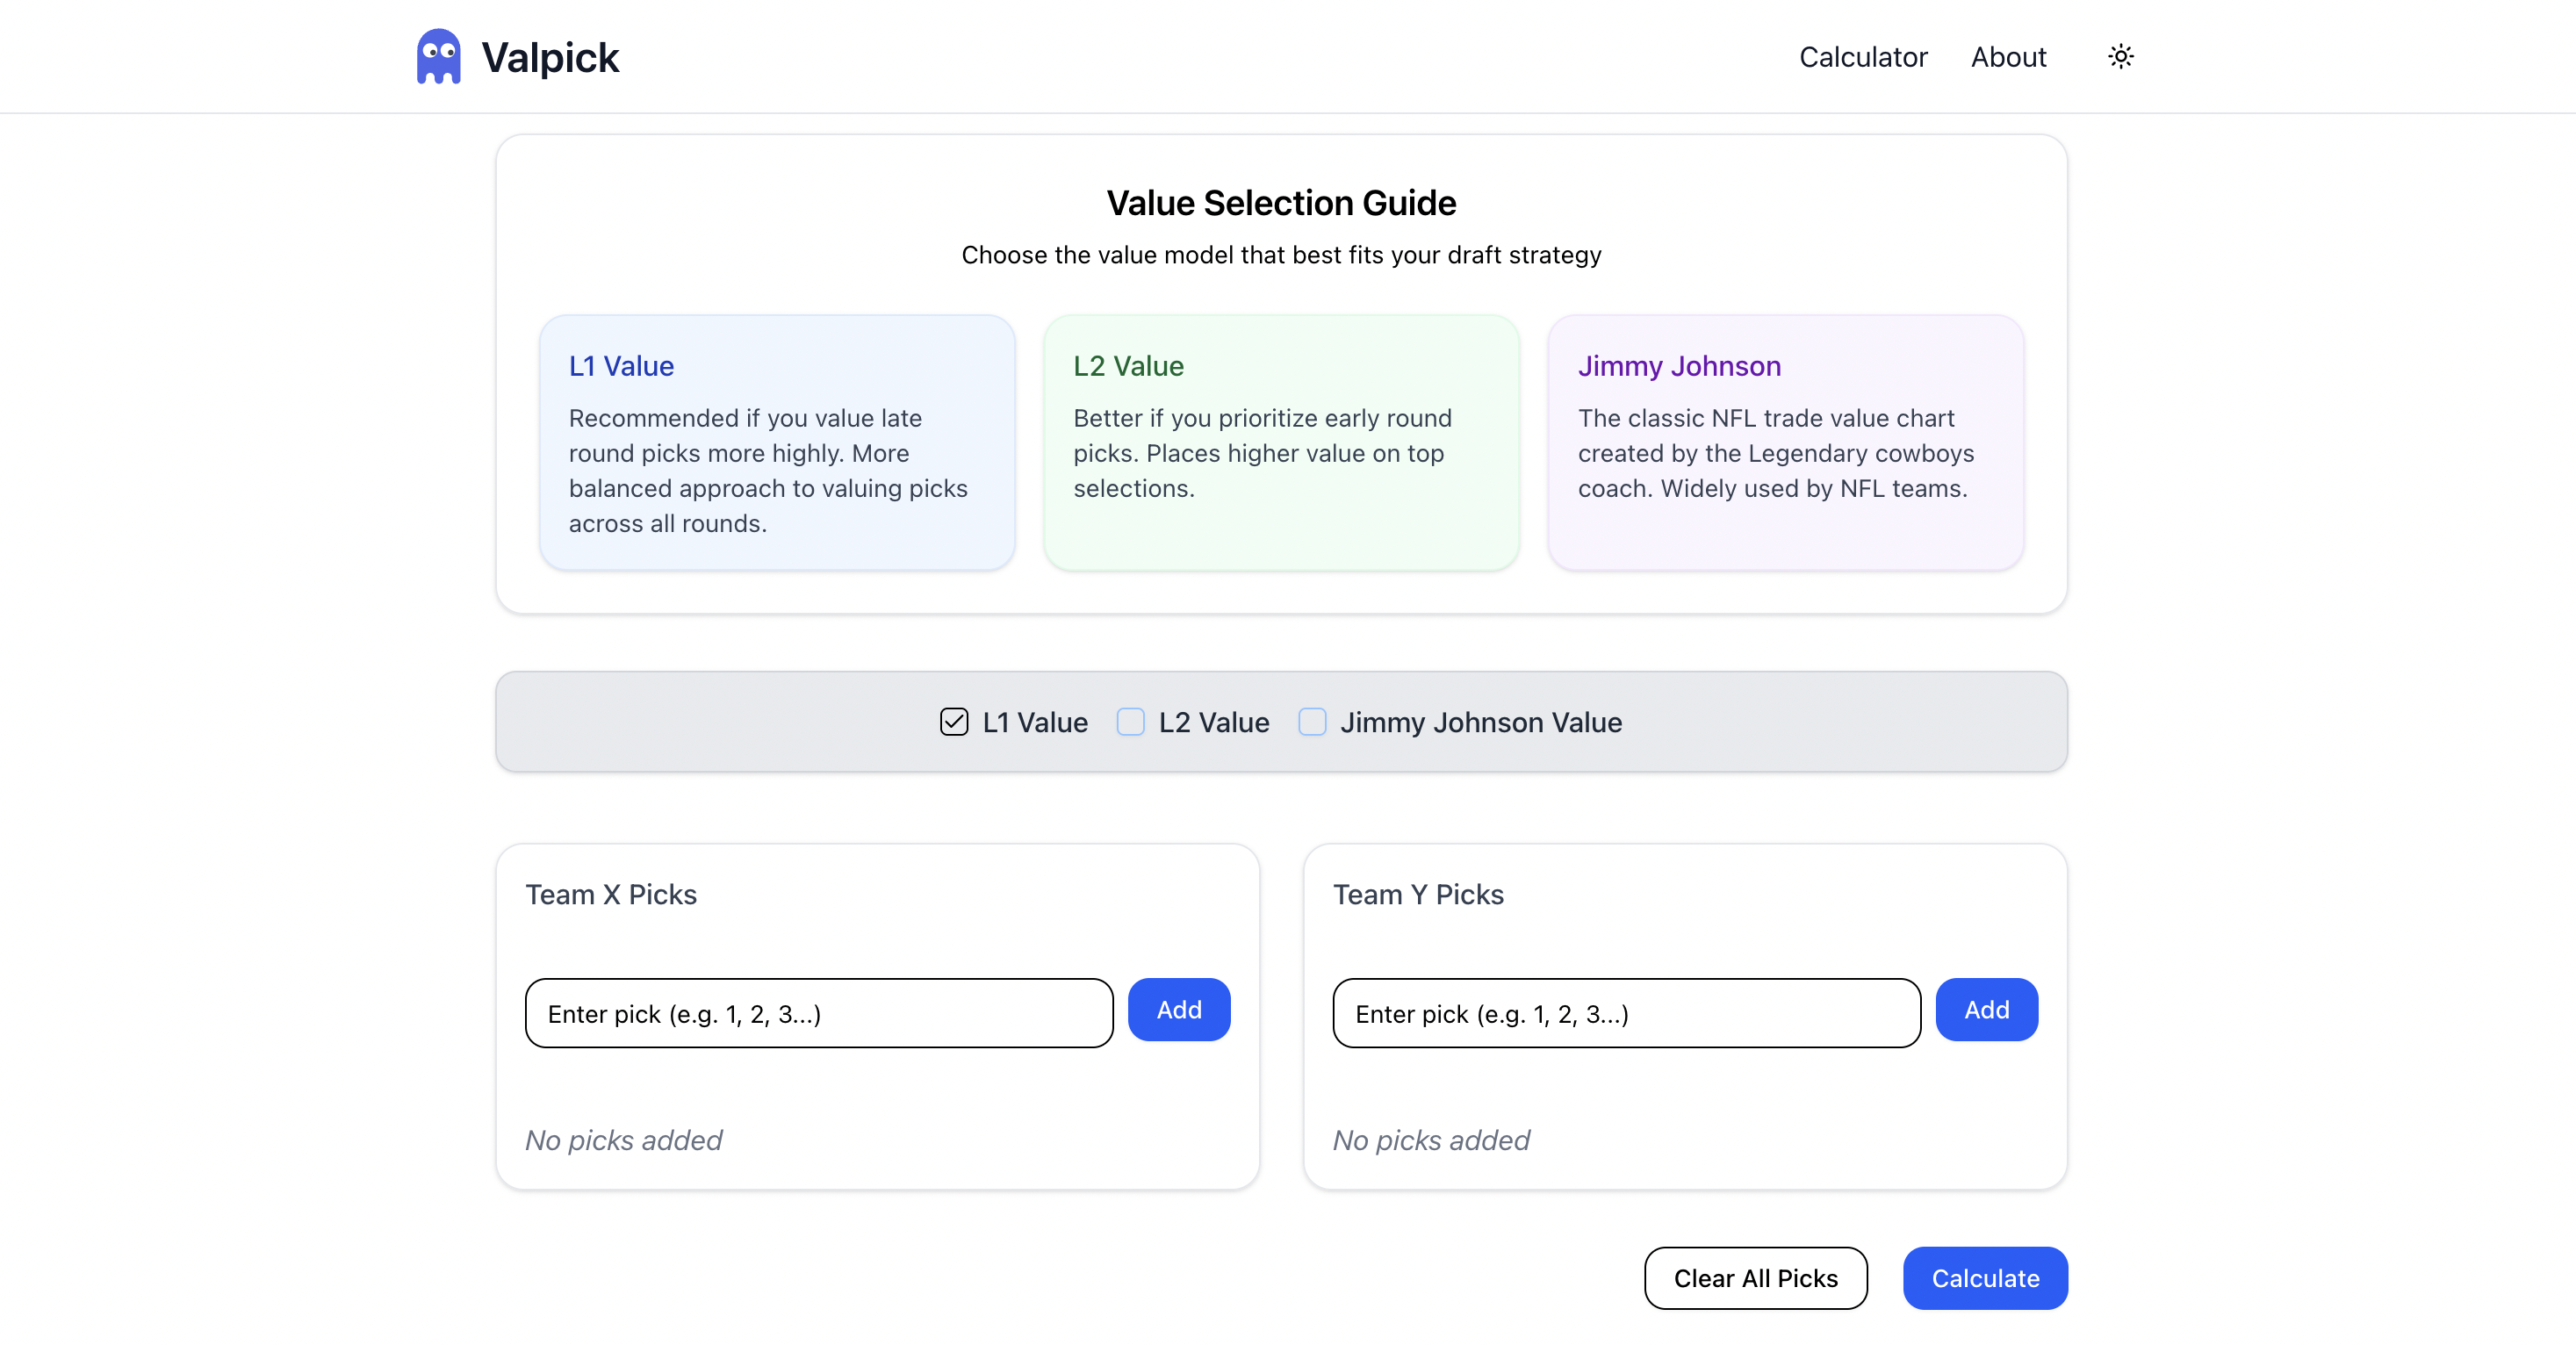 Valpick
Calculator
About
Value Selection Guide
Choose the value model that best fits your draft strategy
L1 Value
Recommended if you value late
round picks more highly. More
balanced approach to valuing picks
across all rounds.
L2 Value
Better if you prioritize early round
picks. Places higher value on top
selections.
Jimmy Johnson
The classic NFL trade value chart
created by the Legendary cowboys
coach. Widely used by NFL teams.
L1 Value
L2 Value
Jimmy Johnson Value
Team X Picks
Enter pick (e.g. 1, 2, 3...)
Add
No picks added
Team Y Picks
Enter pick (e.g. 1, 2, 3...)
Add
No picks added
Clear All Picks
Calculate